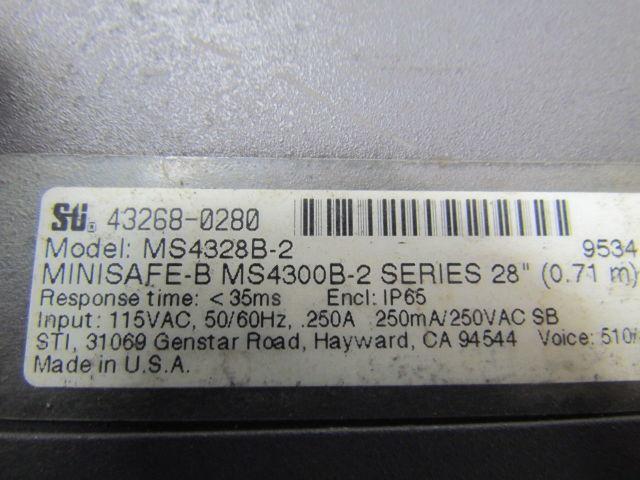 STi. 43268-0280
Model: MS4328B-2 9534
MINISAFE-B MS4300B-2 SERIES 28" (0.71 m)
Response time: <35ms Encl: IP65
Input: 115VAC, 50/60Hz, .250A 250mA/250VAC SB
STI, 31069 Genstar Road, Hayward, CA 94544 Voice: 510/
Made in U.S.A.